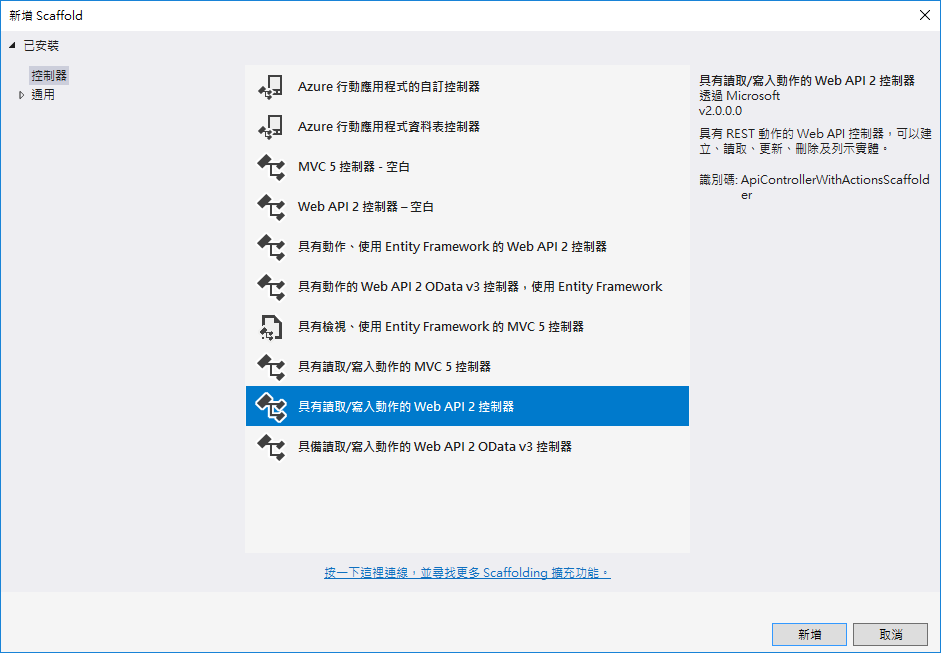 新增 Scaffold
已安裝
控制器
通用
Azure 行動應用程式的自訂控制器
Azure 行動應用程式資料表控制器
MVC 5 控制器 - 空白
Web API 2 控制器 – 空白
具有動作、使用 Entity Framework 的 Web API 2 控制器
具有動作的 Web API 2 OData v3 控制器，使用 Entity Framework
具有檢視、使用 Entity Framework 的 MVC 5 控制器
具有讀取/寫入動作的 MVC 5 控制器
具有讀取/寫入動作的 Web API 2 控制器
具備讀取/寫入動作的 Web API 2 OData v3 控制器
按一下這裡連線，並尋找更多 Scaffolding 擴充功能。
具有讀取/寫入動作的 Web API 2 控制器
透過 Microsoft
v2.0.0.0
具有 REST 動作的 Web API 控制器，可以建
立、讀取、更新、刪除及列示實體。
識別碼: ApiControllerWithActionsScaffold
er
新增
取消